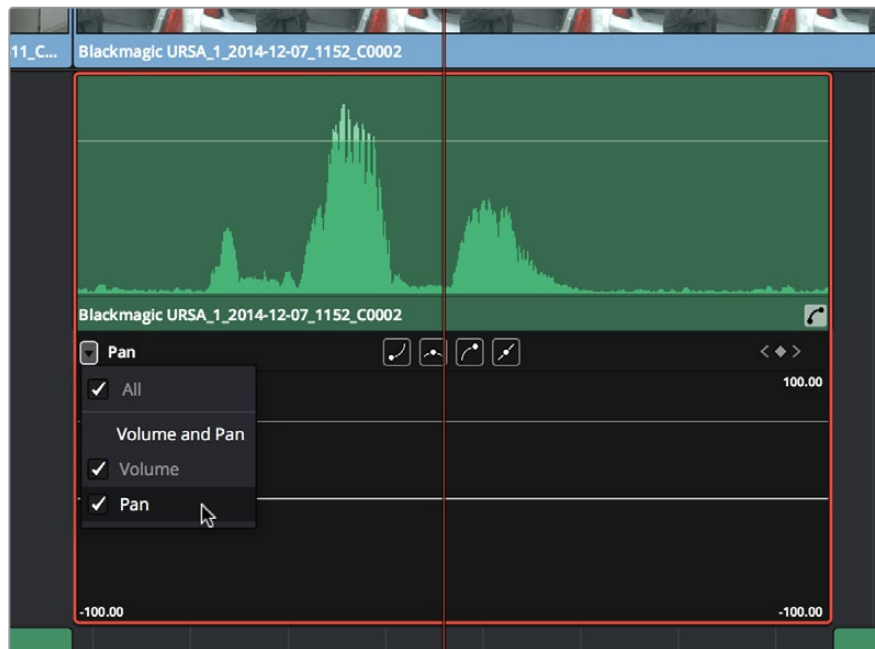 11_C...
Blackmagic URSA_1_2014-12-07_1152_C0002
Blackmagic URSA_1_2014-12-07_1152_C0002
Pan
All
100.00
Volume and Pan
Volume
Pan
-100.00
-100.00